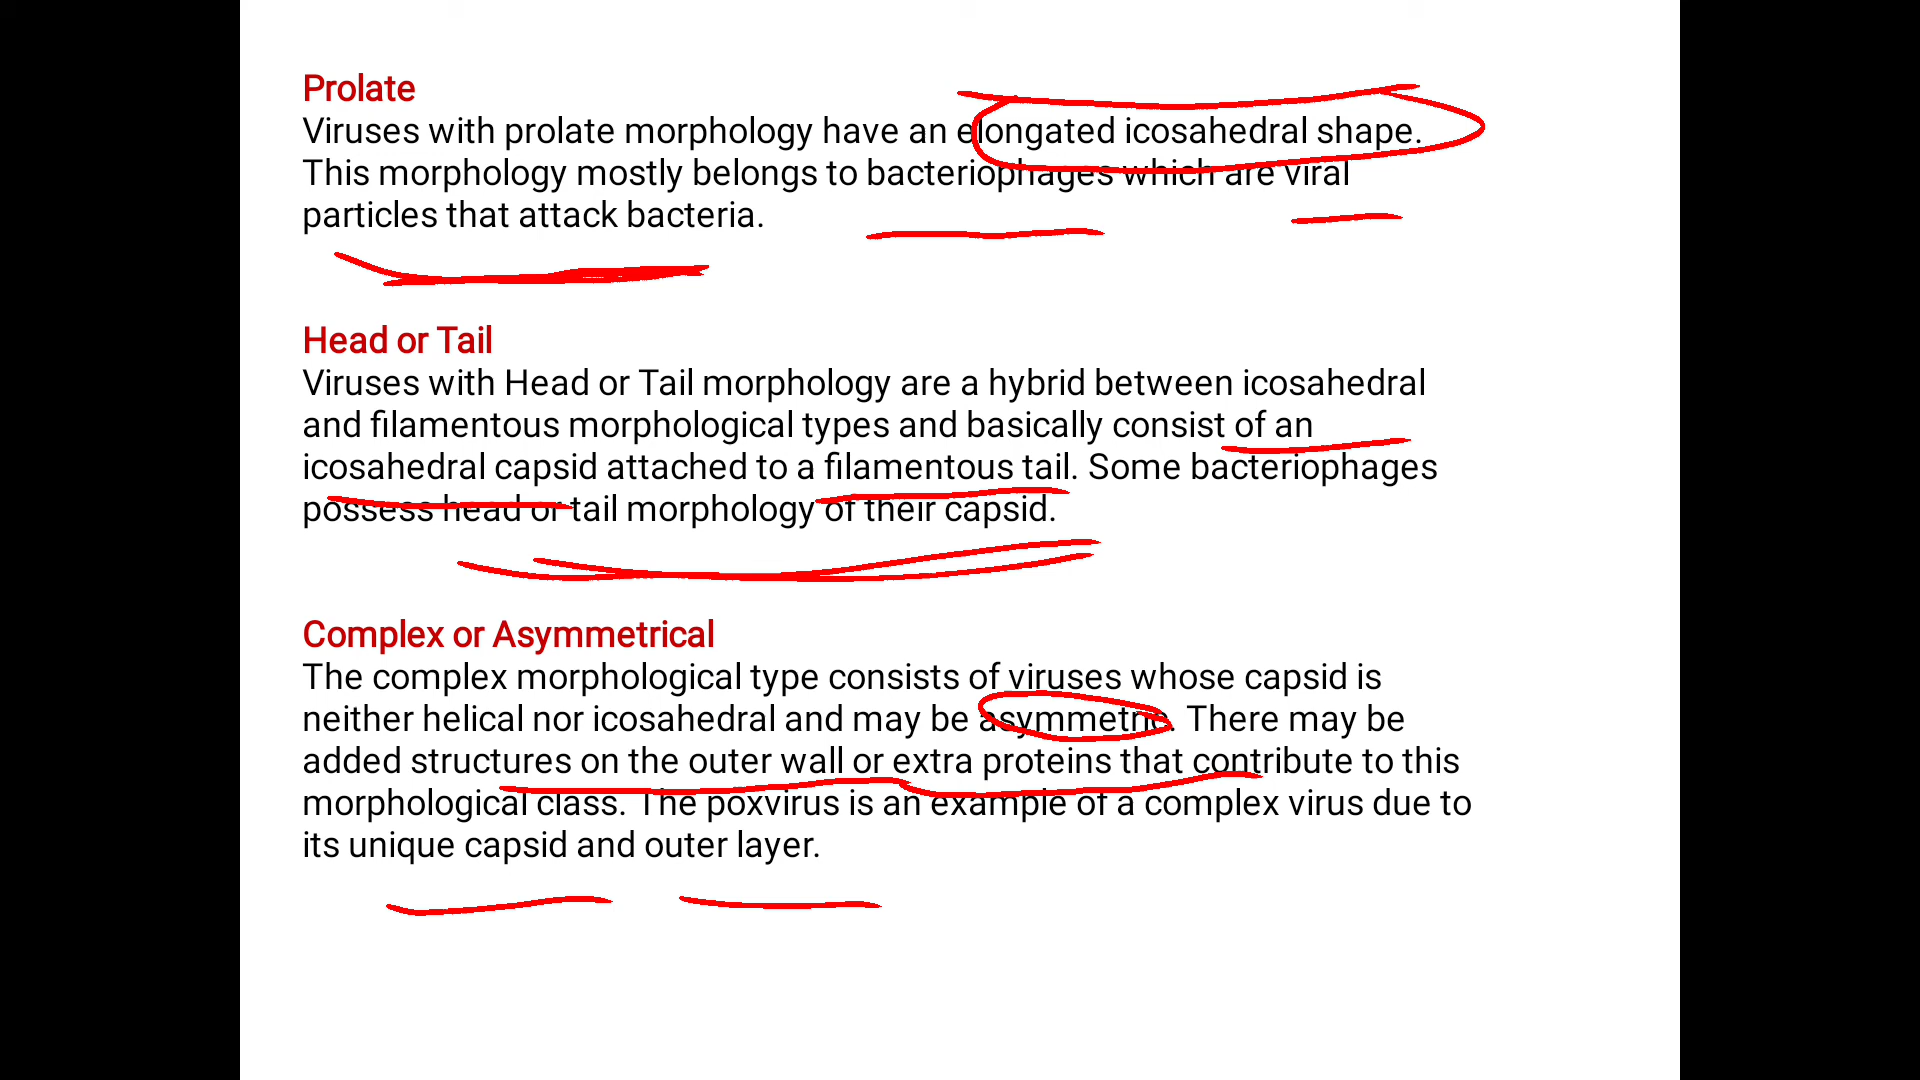 Prolate
Viruses with prolate morphology have an elongated icosahedral shape.
This morphology mostly belongs to bacteriophages which are viral
particles that attack bacteria.
Head or Tail
Viruses with Head or Tail morphology are a hybrid between icosahedral
and filamentous morphological types and basically consist of an
icosahedral capsid attached to a filamentous tail. Some bacteriophages
possess head or tail morphology of their capsid.
Complex or Asymmetrical
The complex morphological type consists of viruses whose capsid is
neither helical nor icosahedral and may be asymmetric. There may be
added structures on the outer wall or extra proteins that contribute to this
morphological class. The poxvirus is an example of a complex virus due to
its unique capsid and outer layer.